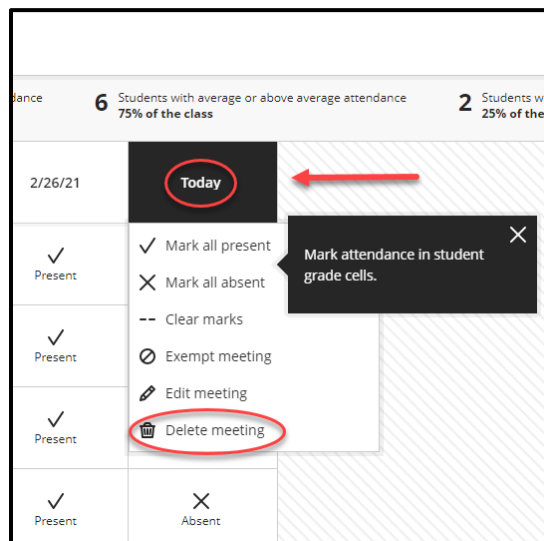 dance
6 Students with average or above average attendance
75% of the class
2 Students w
25% of the
2/26/21
Today
Mark all present
Mark all absent
Clear marks
Exempt meeting
Edit meeting
Delete meeting
Mark attendance in student
grade cells.
Present
Present
Present
Present
Absent